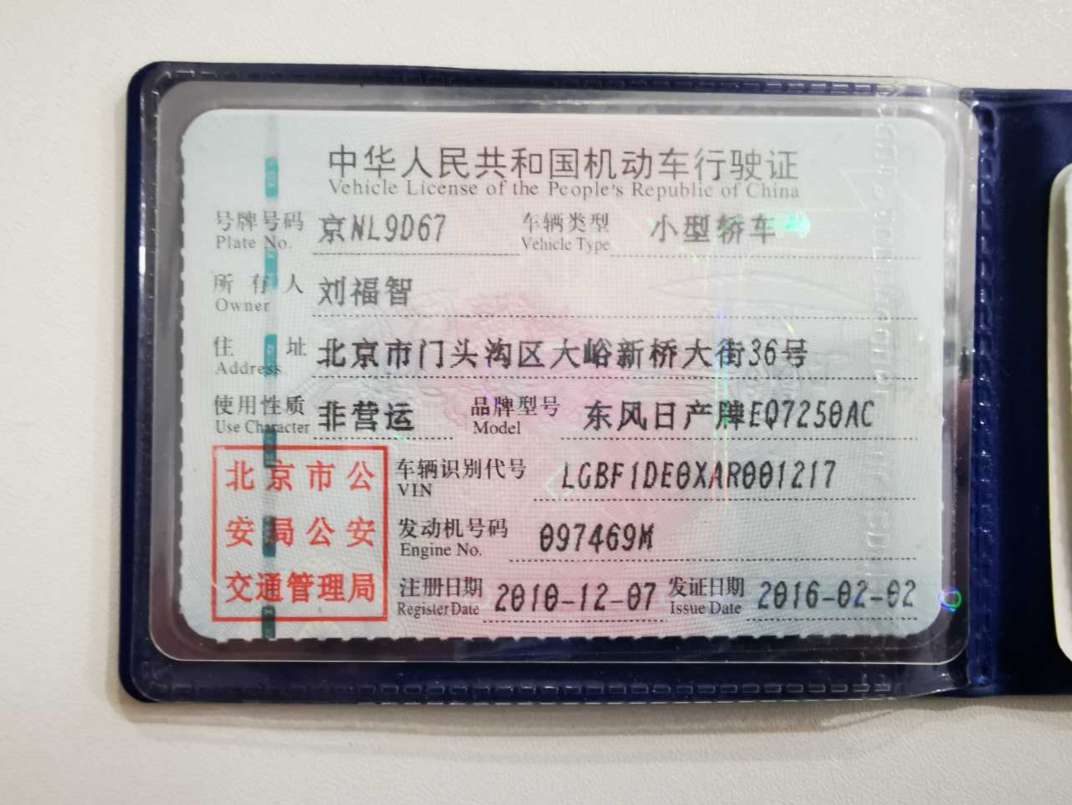 中华人民共和国机动车行驶证
Vehicle License of the People's Republic of China
号牌号码 京NL9D67 车辆类型 小型轿车
Plate No. Vehicle Type
所有人 刘福智
Owner
住址 北京市门头沟区大峪新桥大街36号
Address
使用性质 非营运 品牌型号 东风日产牌EQ7250AC
Use Character Model
北京市公
安局公安
交通管理局
车辆识别代号 LGBF1DE0XAR001217
VIN
发动机号码 097469M
Engine No.
注册日期 2010-12-07 发证日期 2016-02-02
Register Date Issue Date